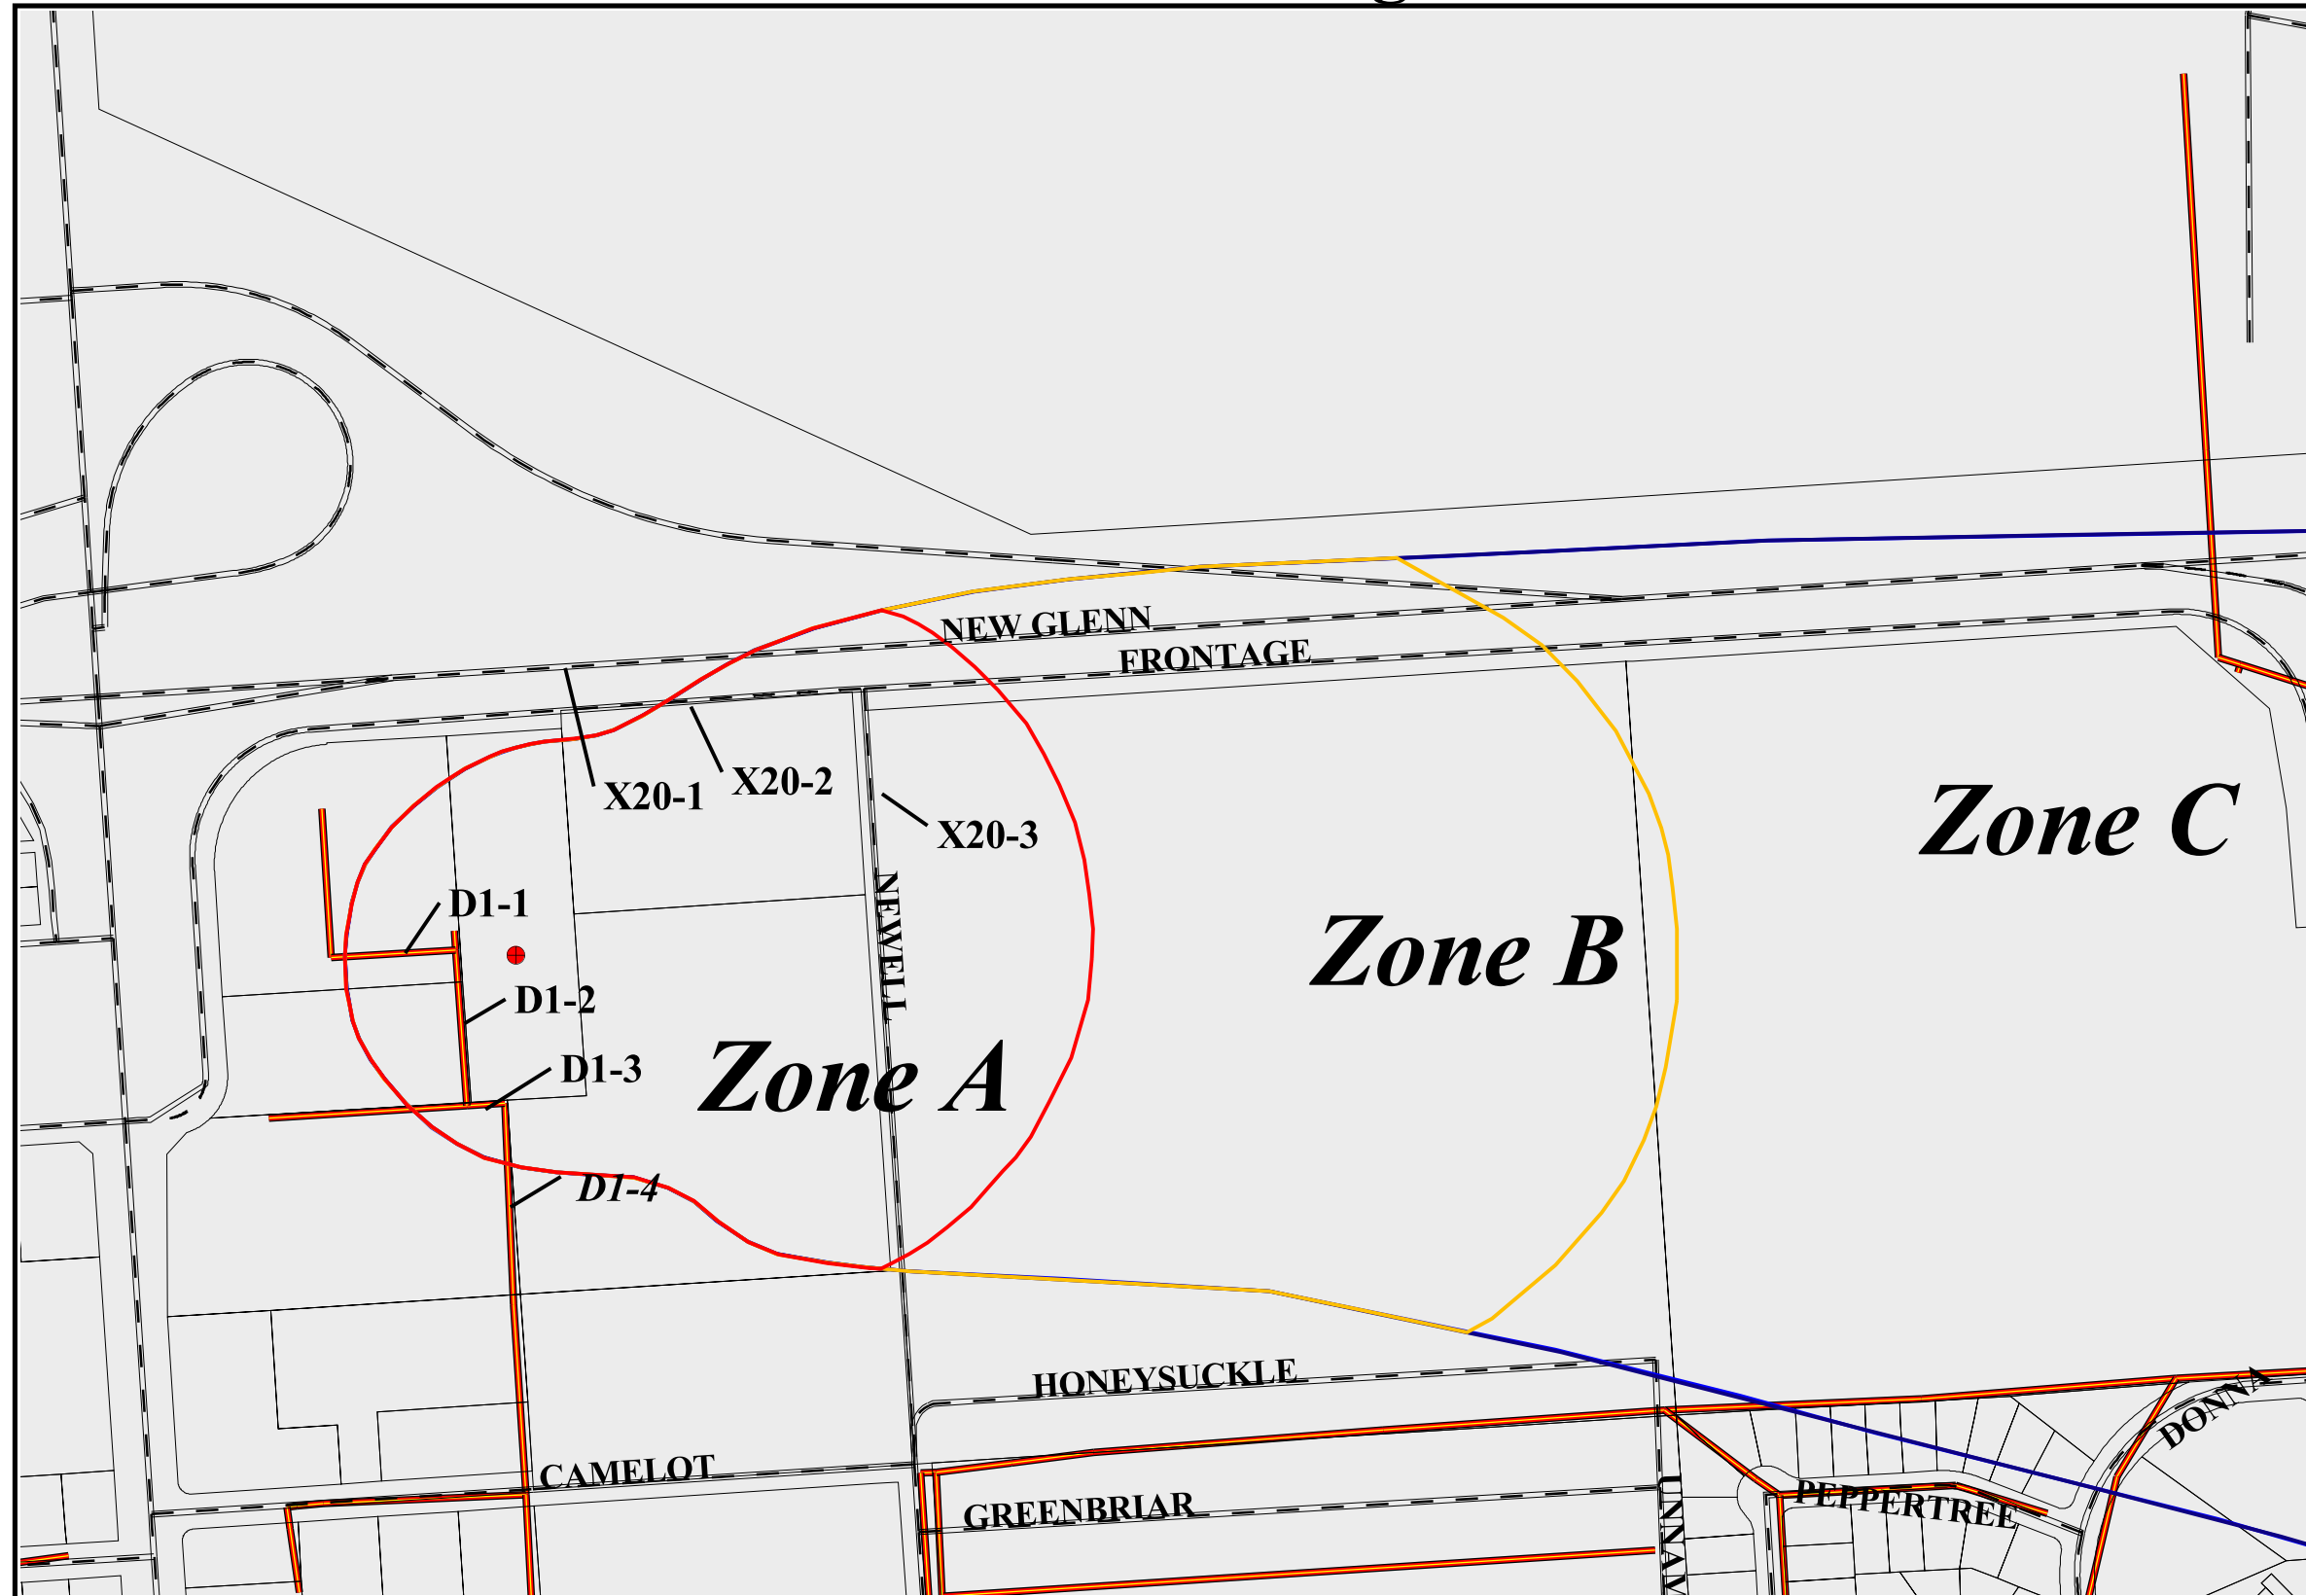 NEW GLENN
FRONTAGE
X20-1
X20-2
X20-3
Zone C
D1-1
NEWELL
Zone B
D1-2
D1-3
Zone A
D1-4
HONEYSUCKLE
DONNA
CAMELOT
GREENBRIAR
PEPPERTREE